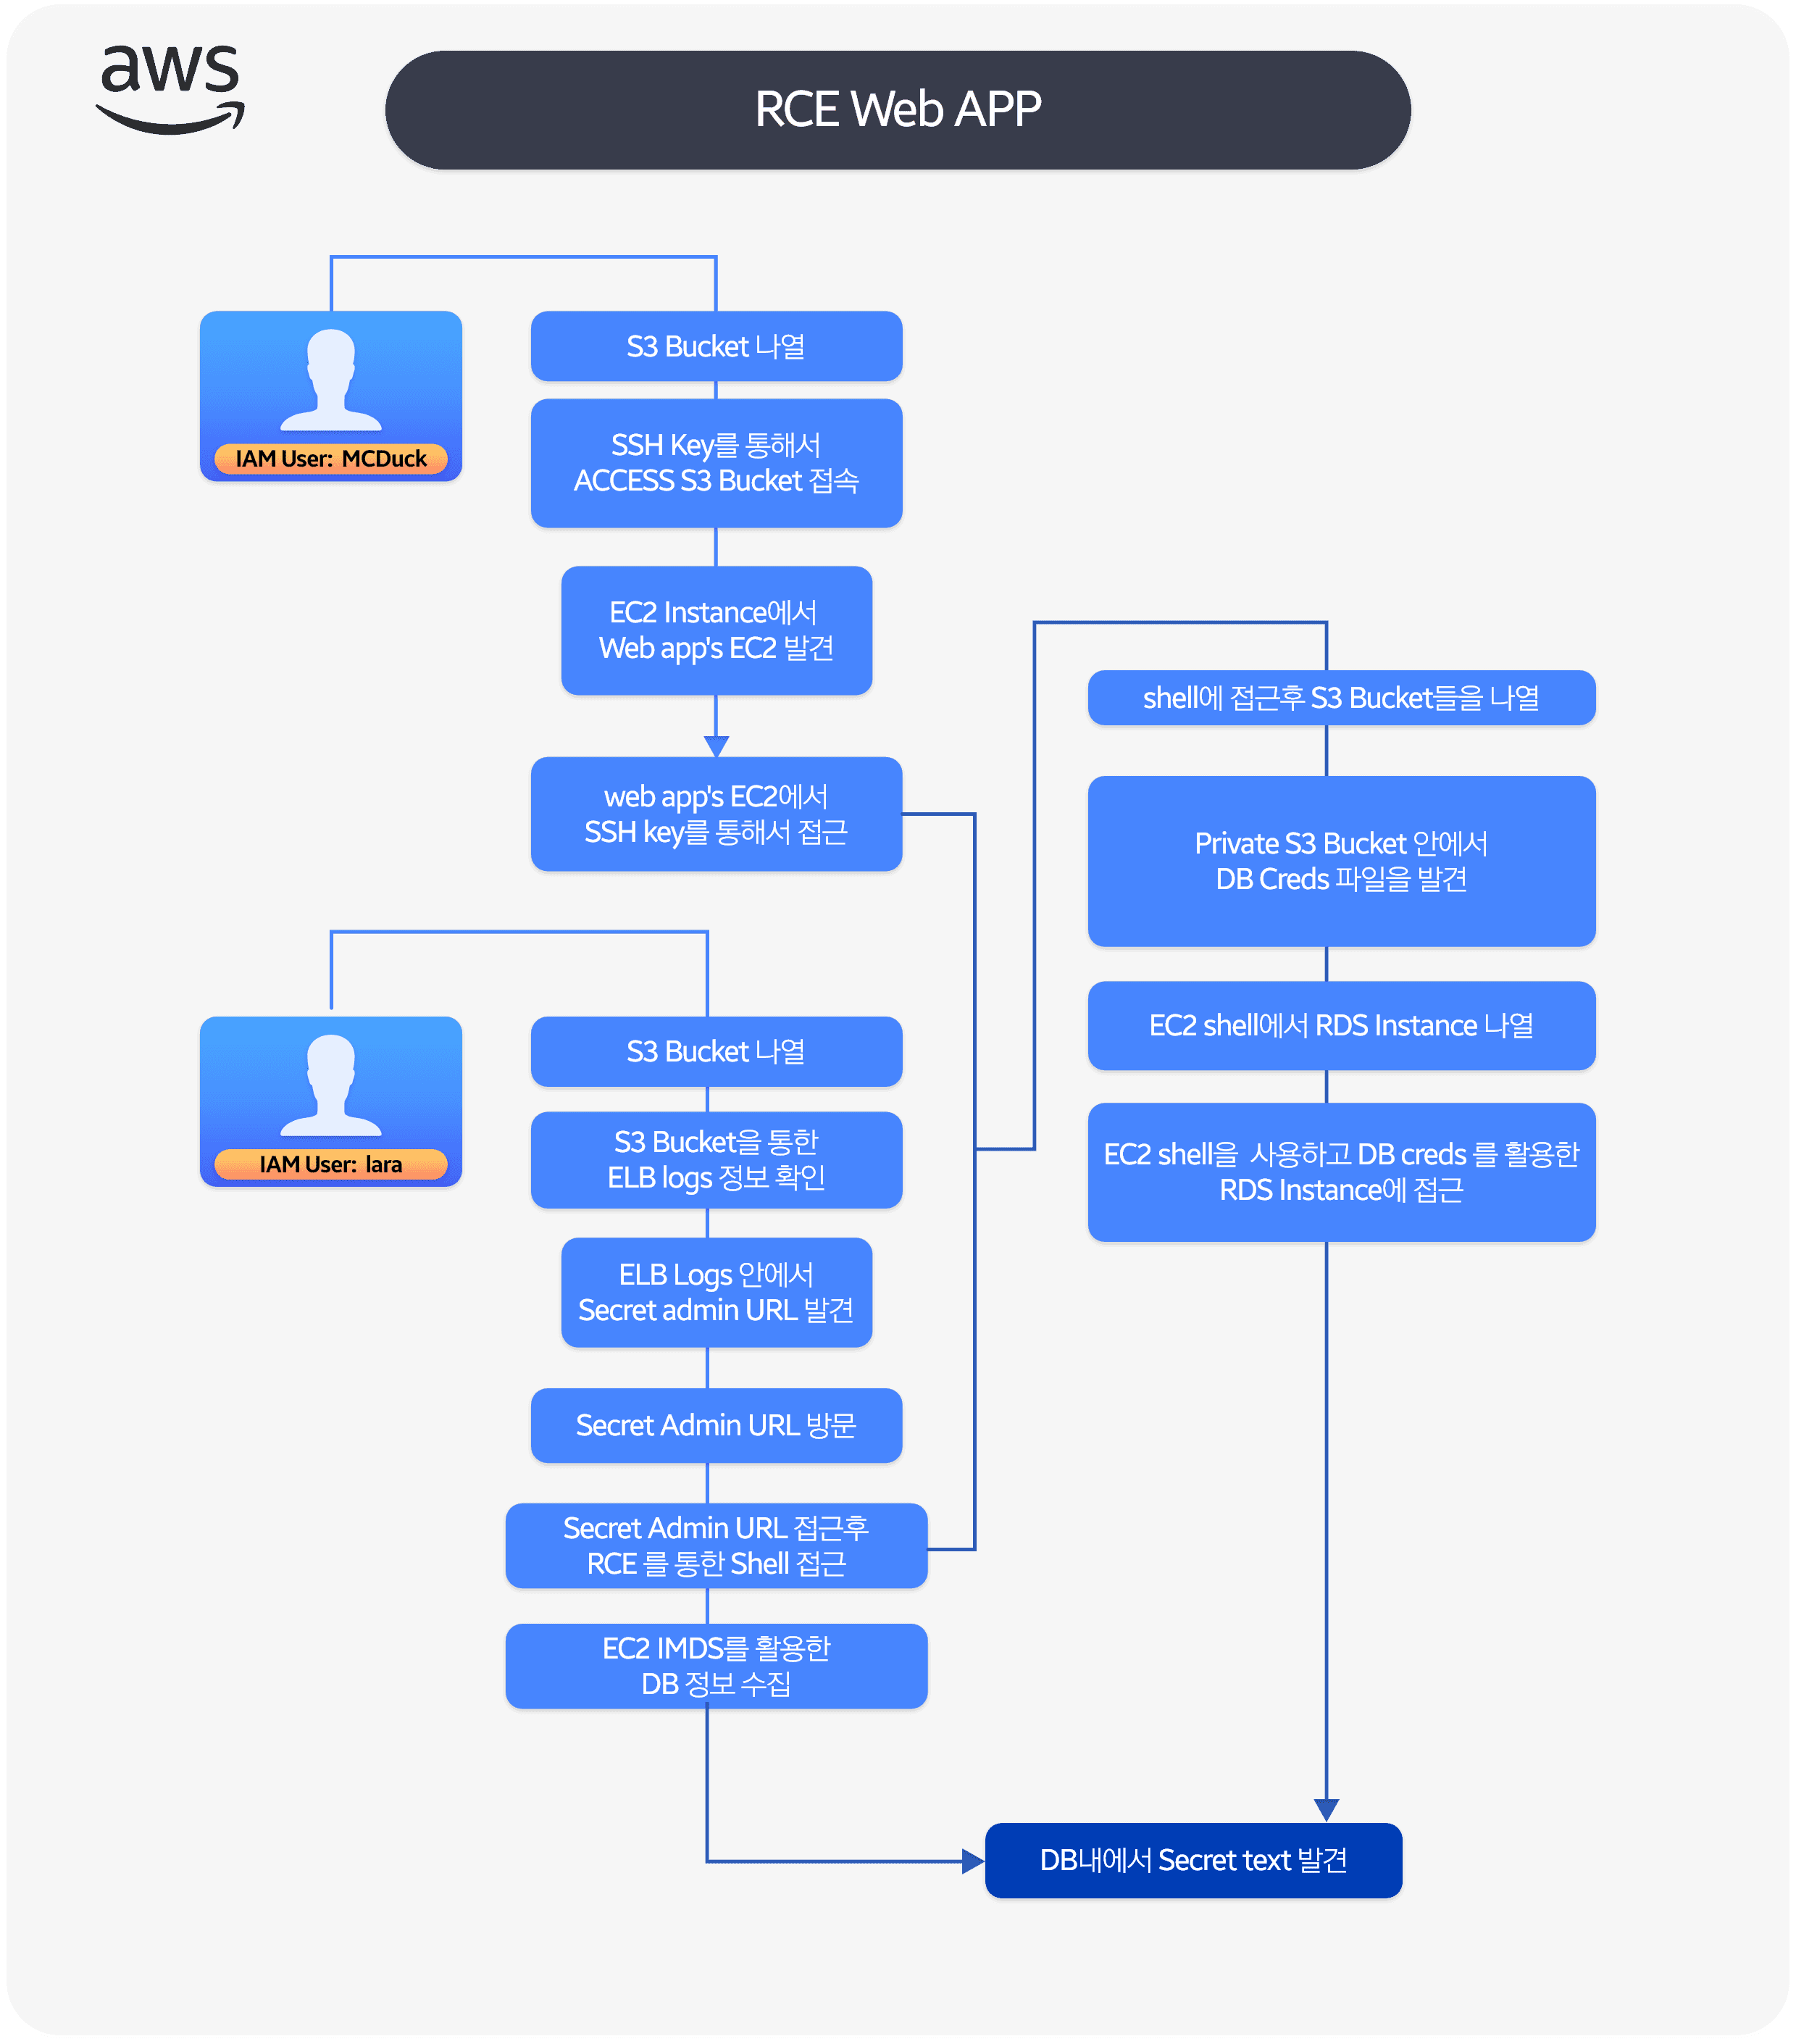 aws
RCE Web APP
IAM User: MCDuck
S3 Bucket 나열
SSH Key를 통해서
ACCESS S3 Bucket 접속
EC2 Instance에서
Web app's EC2 발견
web app's EC2에서
SSH key를 통해서 접근
IAM User: lara
S3 Bucket 나열
S3 Bucket을 통한
ELB logs 정보 확인
ELB Logs 안에서
Secret admin URL 발견
Secret Admin URL 방문
Secret Admin URL 접근후
RCE 를 통한 Shell 접근
EC2 IMDS를 활용한
DB 정보 수집
shell에 접근후 S3 Bucket들을 나열
Private S3 Bucket 안에서
DB Creds 파일을 발견
EC2 shell에서 RDS Instance 나열
EC2 shell을 사용하고 DB creds 를 활용한
RDS Instance에 접근
DB내에서 Secret text 발견